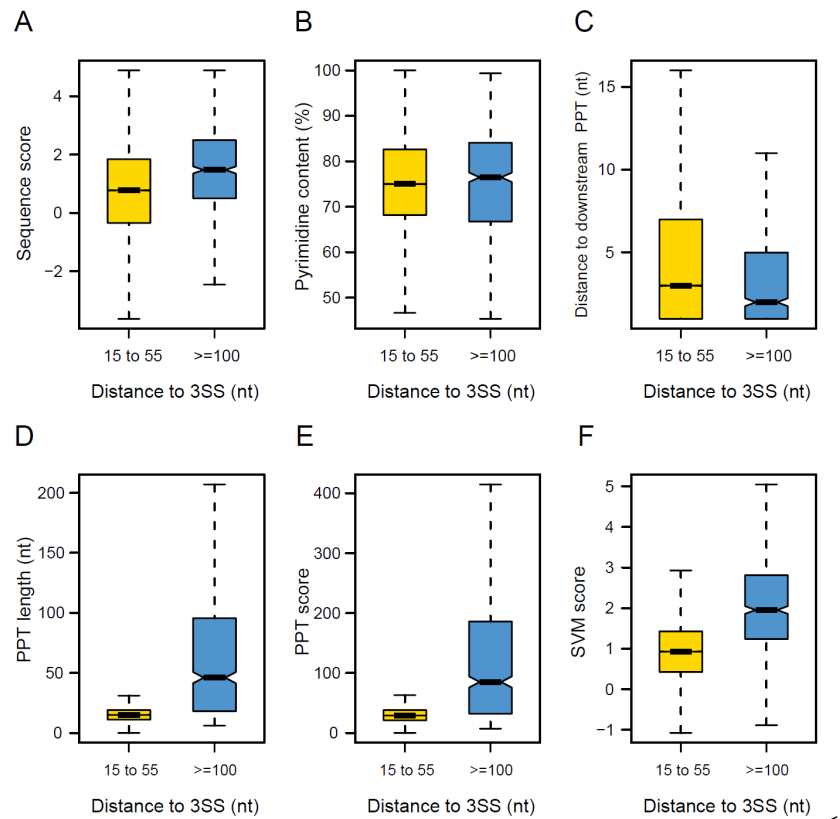 A
B
C
Sequence score
4
2
0
−2
15 to 55
>=100
Distance to 3SS (nt)
Pyrimidine content (%)
100
90
80
70
60
50
15 to 55
>=100
Distance to 3SS (nt)
Distance to downstream PPT (nt)
15
10
5
15 to 55
>=100
Distance to 3SS (nt)
D
E
F
PPT length (nt)
200
150
100
50
0
15 to 55
>=100
Distance to 3SS (nt)
PPT score
400
300
200
100
0
15 to 55
>=100
Distance to 3SS (nt)
SVM score
5
4
3
2
1
0
−1
15 to 55
>=100
Distance to 3SS (nt)